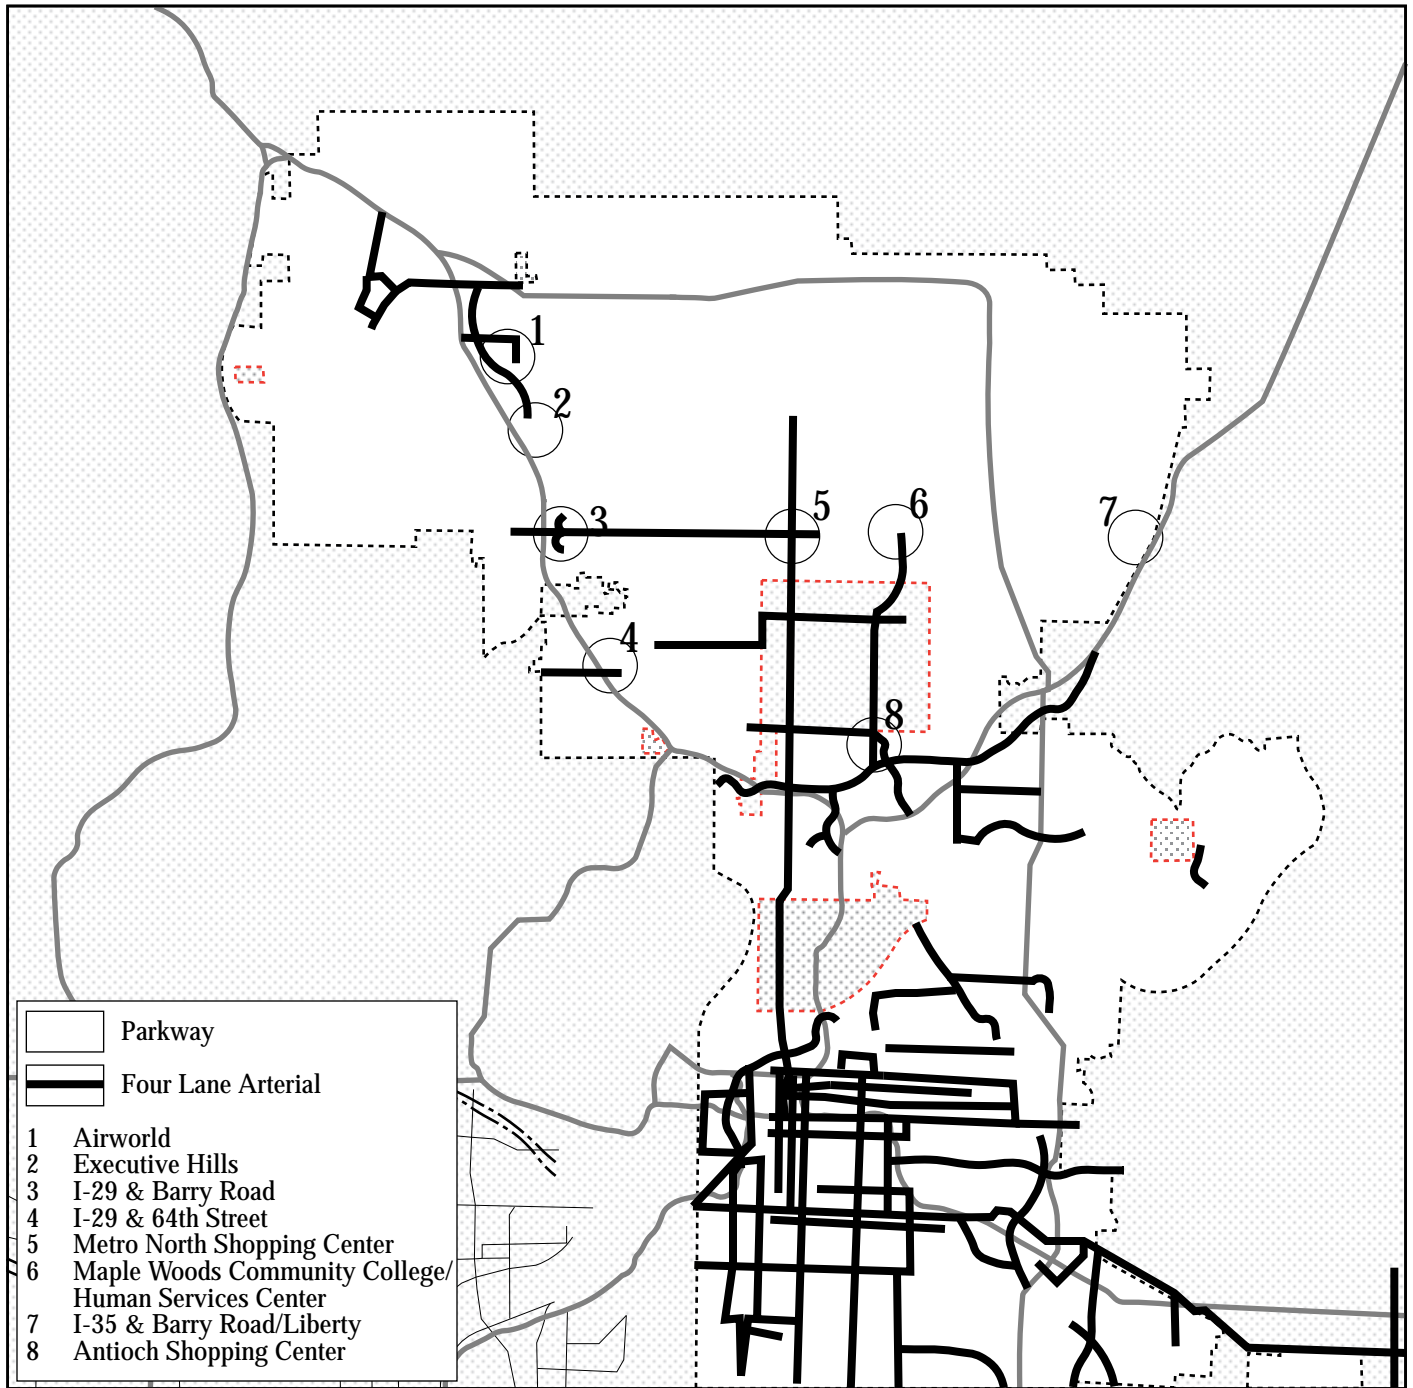 1
2
3
4
5
6
7
8
Parkway
Four Lane Arterial
1 Airworld
2 Executive Hills
3 I-29 & Barry Road
4 I-29 & 64th Street
5 Metro North Shopping Center
6 Maple Woods Community College/
Human Services Center
7 I-35 & Barry Road/Liberty
8 Antioch Shopping Center